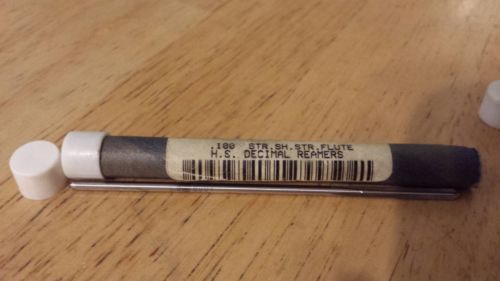 .100 STR.SH.STR.FLUTE
H.S. DECIMAL REAMERS